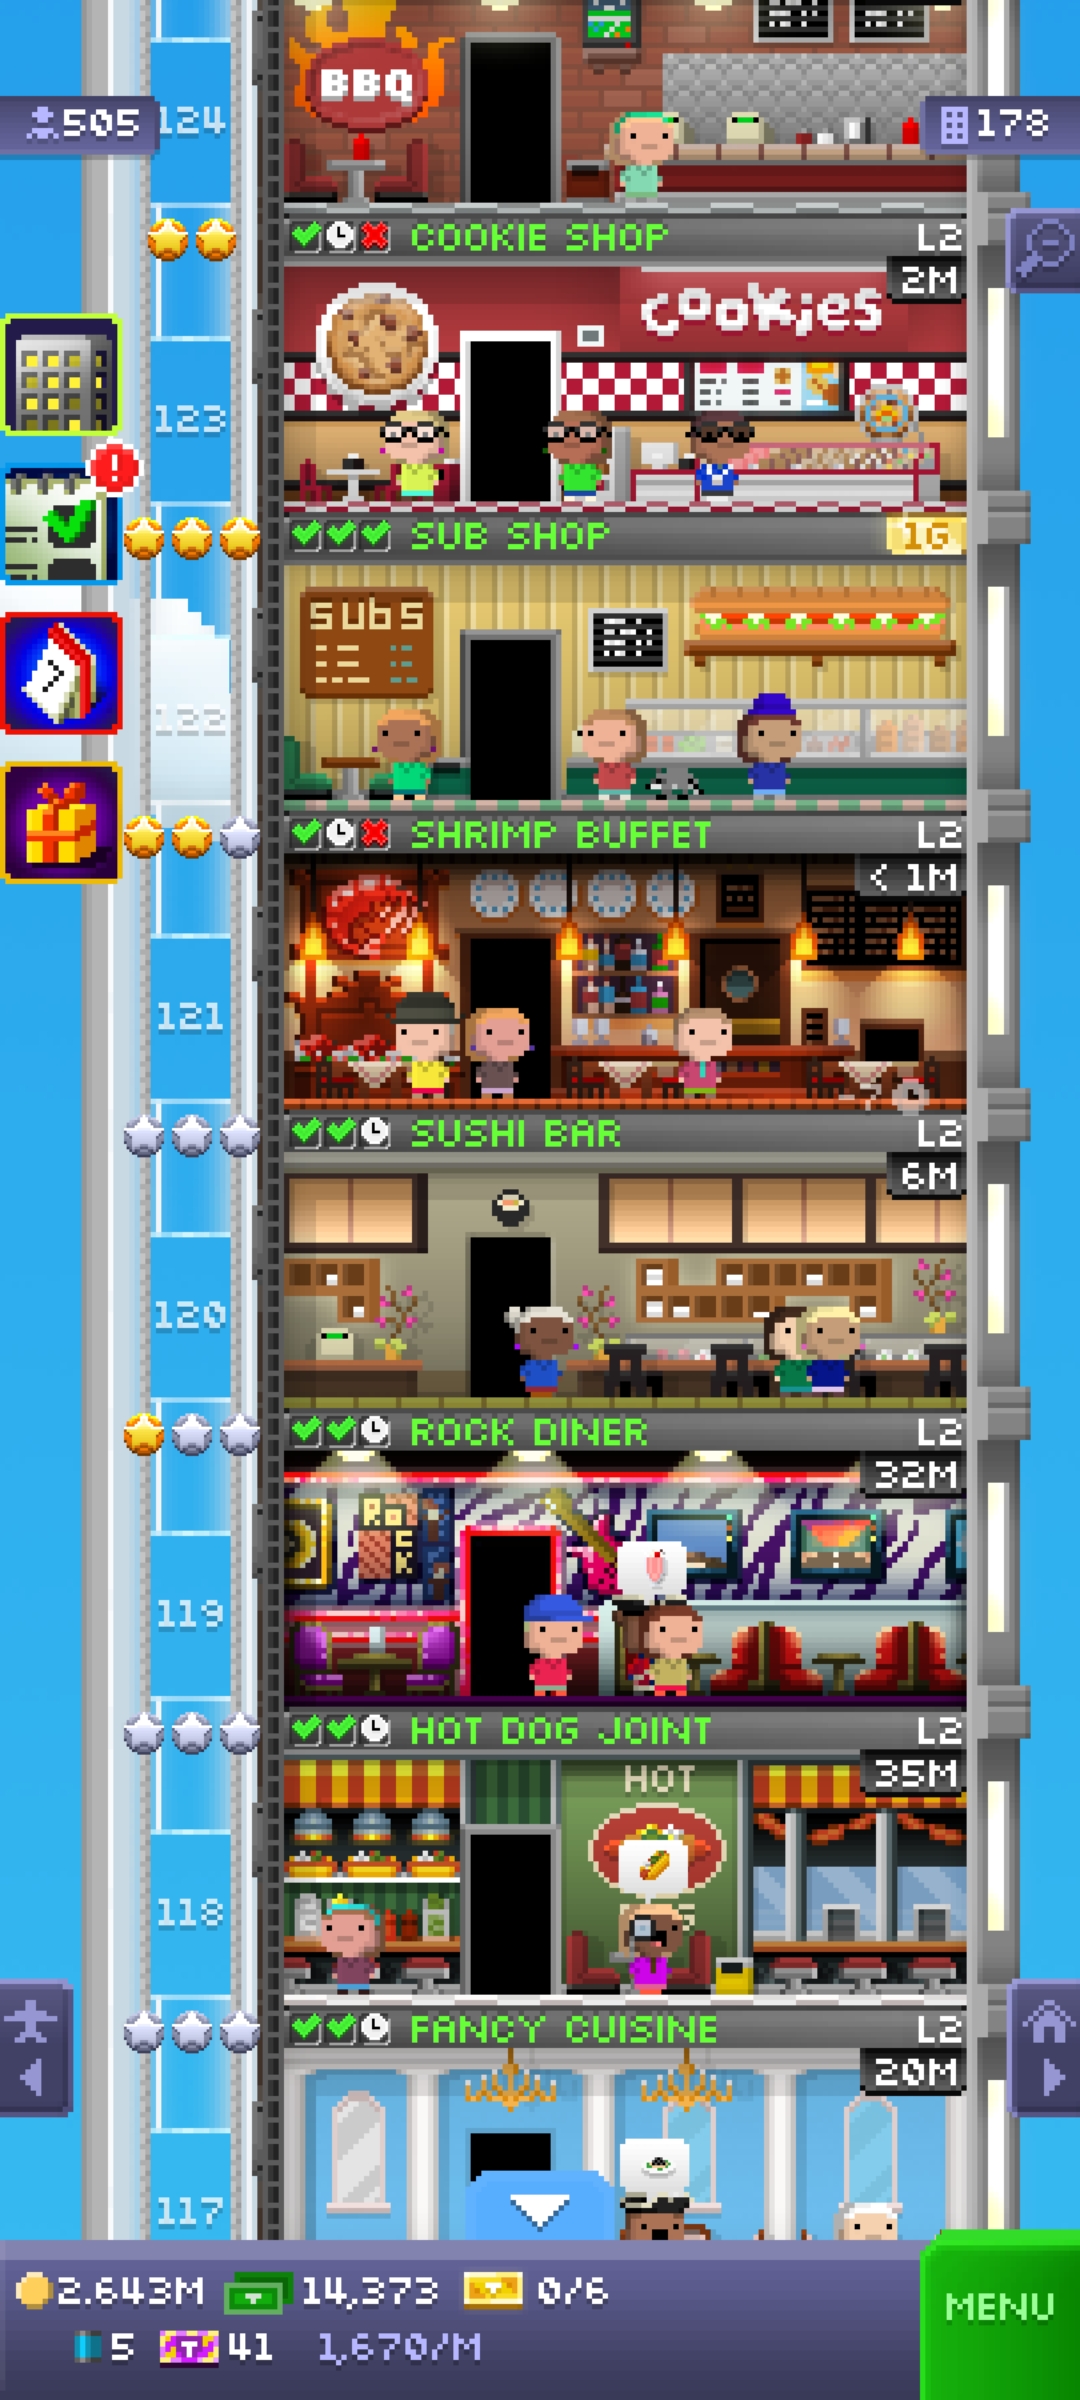 BBQ
505
124
178
COOKIE SHOP
L2
2M
cookies
123
SUB SHOP
1G
SUBS
122
SHRIMP BUFFET
L2
< 1M
121
SUSHI BAR
L2
6M
120
ROCK DINER
L2
32M
ROCK
119
HOT DOG JOINT
L2
35M
HOT
118
FANCY CUISINE
L2
20M
117
2.643M
14,373
0/6
MENU
5
T
41
1,670/M